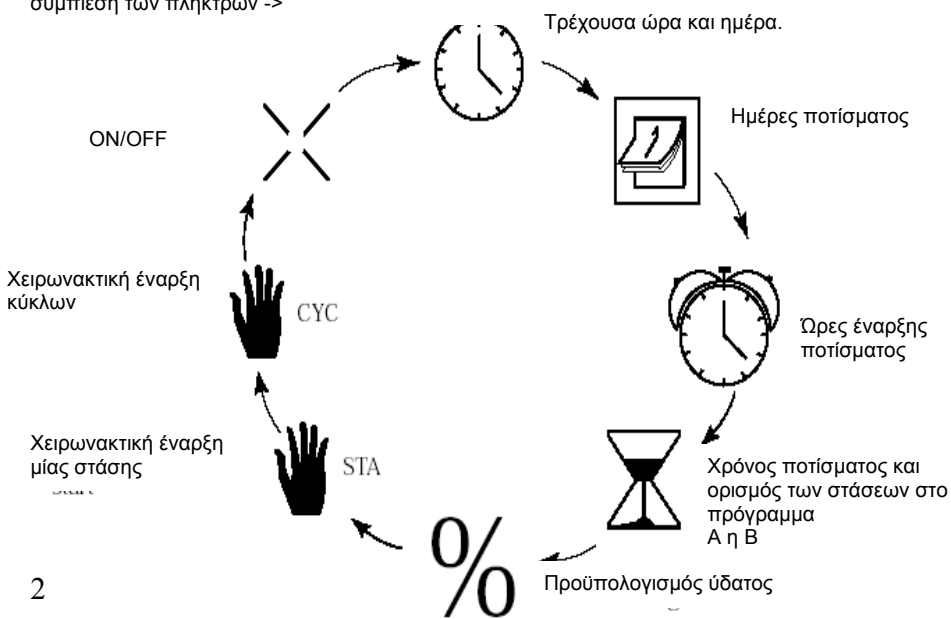 συμπίεση των πλήκτρων ->
Τρέχουσα ώρα και ημέρα.
Ημέρες ποτίσματος
Ώρες έναρξης
ποτίσματος
Χρόνος ποτίσματος και
ορισμός των στάσεων στο
πρόγραμμα
Α η Β
%
Προϋπολογισμός ύδατος
STA
Χειρωνακτική έναρξη
μίας στάσης
CYC
Χειρωνακτική έναρξη
κύκλων
ON/OFF
2